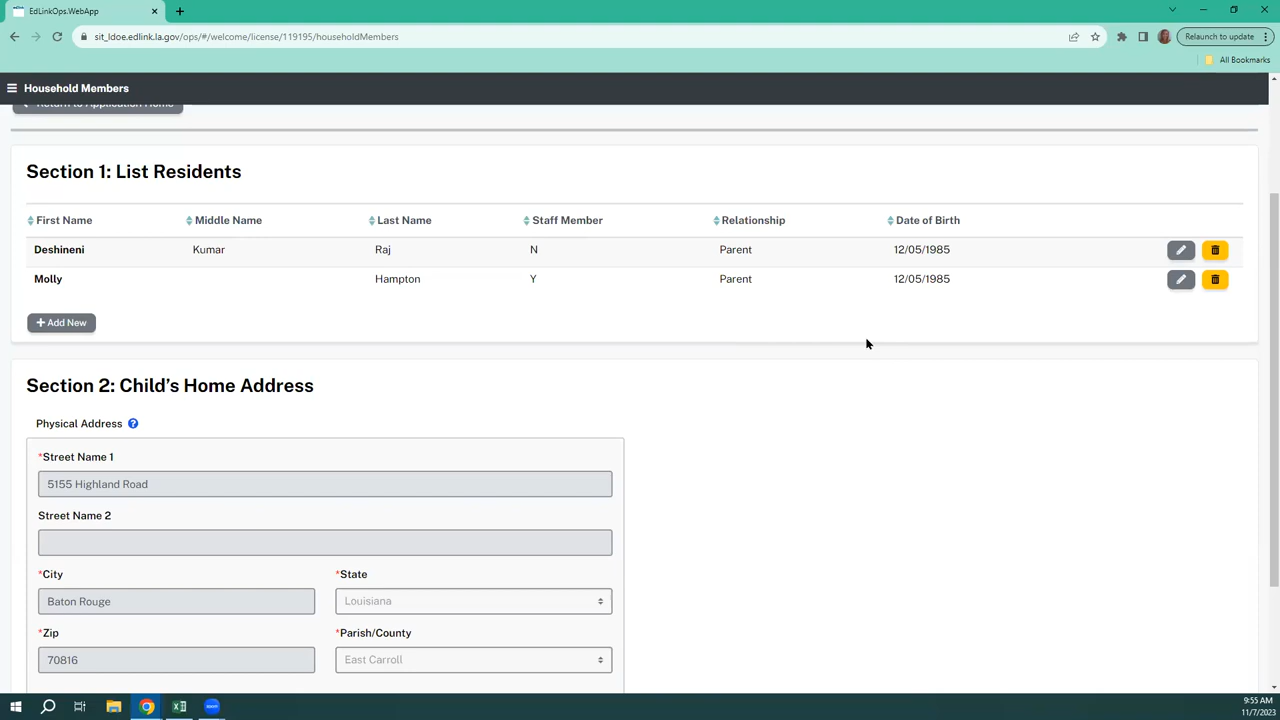 EdLinkOps.WebApp
sit_ldoe.edlink.la.gov/ops/#/welcome/license/119195/householdMembers
Relaunch to update
All Bookmarks
Household Members
Return to Application Home
Section 1: List Residents
First Name Middle Name Last Name Staff Member Relationship Date of Birth
Deshineni Kumar Raj N Parent 12/05/1985
Molly Hampton Y Parent 12/05/1985
+ Add New
Section 2: Child's Home Address
Physical Address ?
*Street Name 1
5155 Highland Road
Street Name 2
*City *State
Baton Rouge Louisiana
*Zip *Parish/County
70816 East Carroll
9:55 AM
11/7/2023